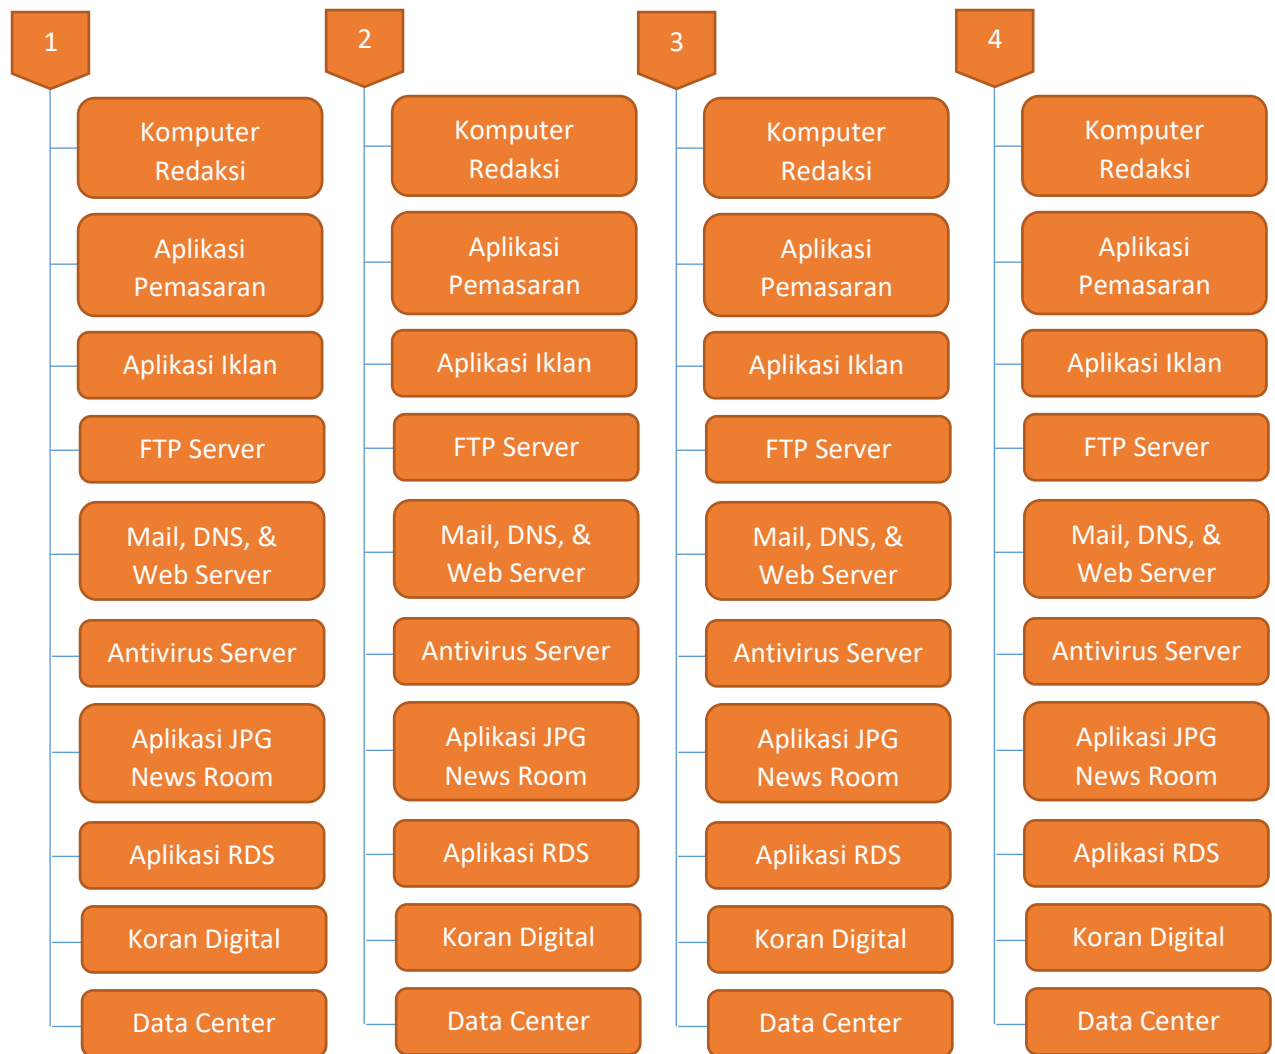 1
Komputer
Redaksi
Aplikasi
Pemasaran
Aplikasi Iklan
FTP Server
Mail, DNS, &
Web Server
Antivirus Server
Aplikasi JPG
News Room
Aplikasi RDS
Koran Digital
Data Center
2
Komputer
Redaksi
Aplikasi
Pemasaran
Aplikasi Iklan
FTP Server
Mail, DNS, &
Web Server
Antivirus Server
Aplikasi JPG
News Room
Aplikasi RDS
Koran Digital
Data Center
3
Komputer
Redaksi
Aplikasi
Pemasaran
Aplikasi Iklan
FTP Server
Mail, DNS, &
Web Server
Antivirus Server
Aplikasi JPG
News Room
Aplikasi RDS
Koran Digital
Data Center
4
Komputer
Redaksi
Aplikasi
Pemasaran
Aplikasi Iklan
FTP Server
Mail, DNS, &
Web Server
Antivirus Server
Aplikasi JPG
News Room
Aplikasi RDS
Koran Digital
Data Center